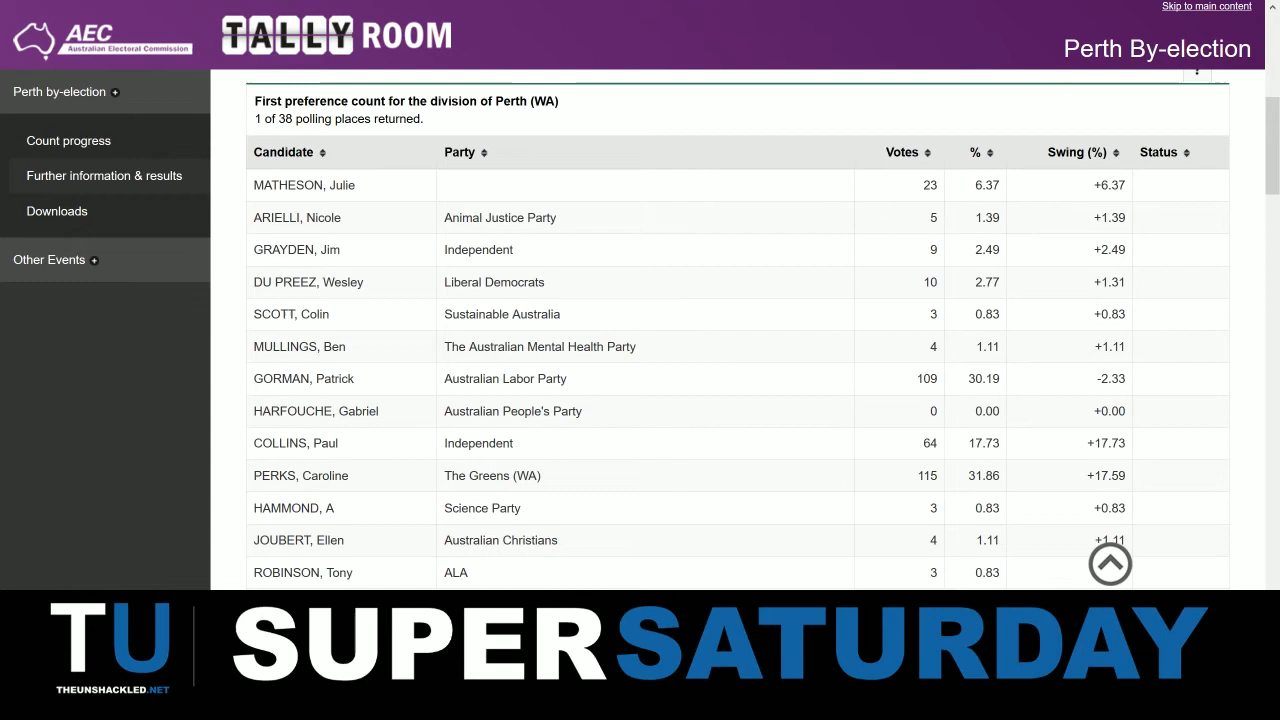 Skip to main content
AEC
Australian Electoral Commission
TALLY ROOM
Perth By-election
Perth by-election
Count progress
Further information & results
Downloads
Other Events
First preference count for the division of Perth (WA)
1 of 38 polling places returned.
Candidate Party Votes % Swing (%) Status
MATHESON, Julie 23 6.37 +6.37
ARIELLI, Nicole Animal Justice Party 5 1.39 +1.39
GRAYDEN, Jim Independent 9 2.49 +2.49
DU PREEZ, Wesley Liberal Democrats 10 2.77 +1.31
SCOTT, Colin Sustainable Australia 3 0.83 +0.83
MULLINGS, Ben The Australian Mental Health Party 4 1.11 +1.11
GORMAN, Patrick Australian Labor Party 109 30.19 -2.33
HARFOUCHE, Gabriel Australian People's Party 0 0.00 +0.00
COLLINS, Paul Independent 64 17.73 +17.73
PERKS, Caroline The Greens (WA) 115 31.86 +17.59
HAMMOND, A Science Party 3 0.83 +0.83
JOUBERT, Ellen Australian Christians 4 1.11 +1.11
ROBINSON, Tony ALA 3 0.83
TU SUPERSATURDAY
THEUNSHACKLED.NET